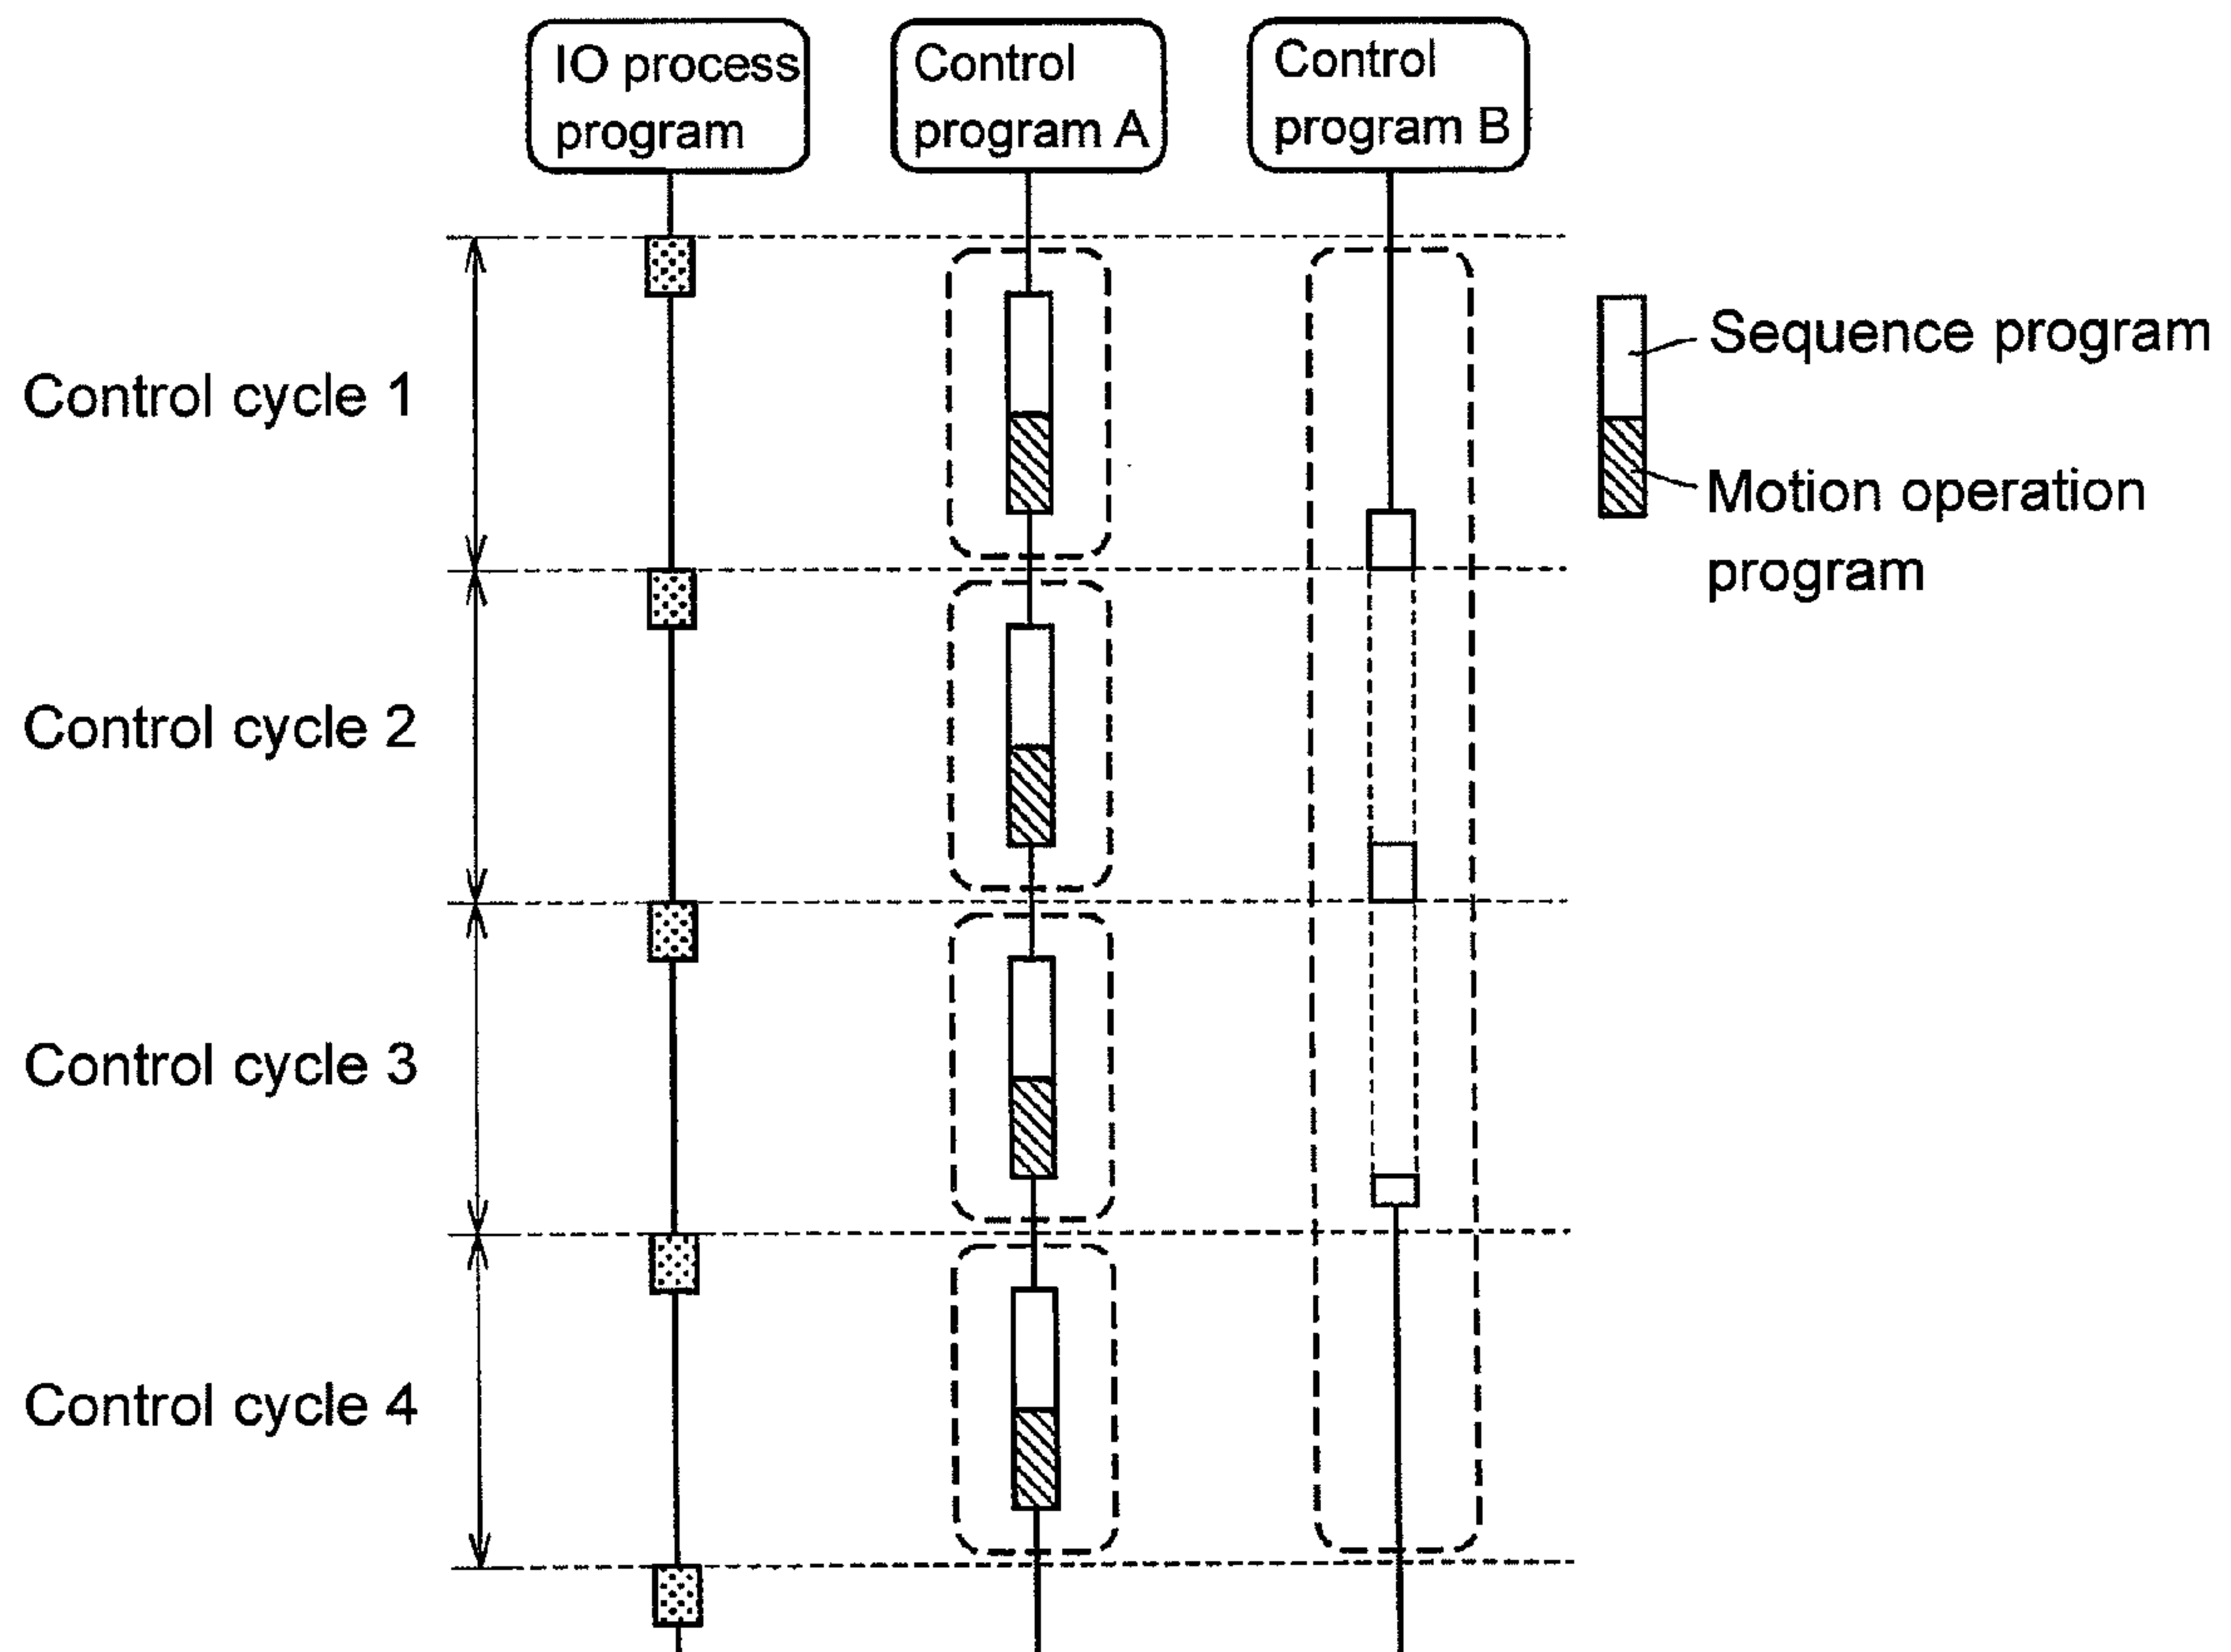 IO process
program
Control
program A
Control
program B
Control cycle 1
Sequence program
Motion operation
program
Control cycle 2
Control cycle 3
Control cycle 4